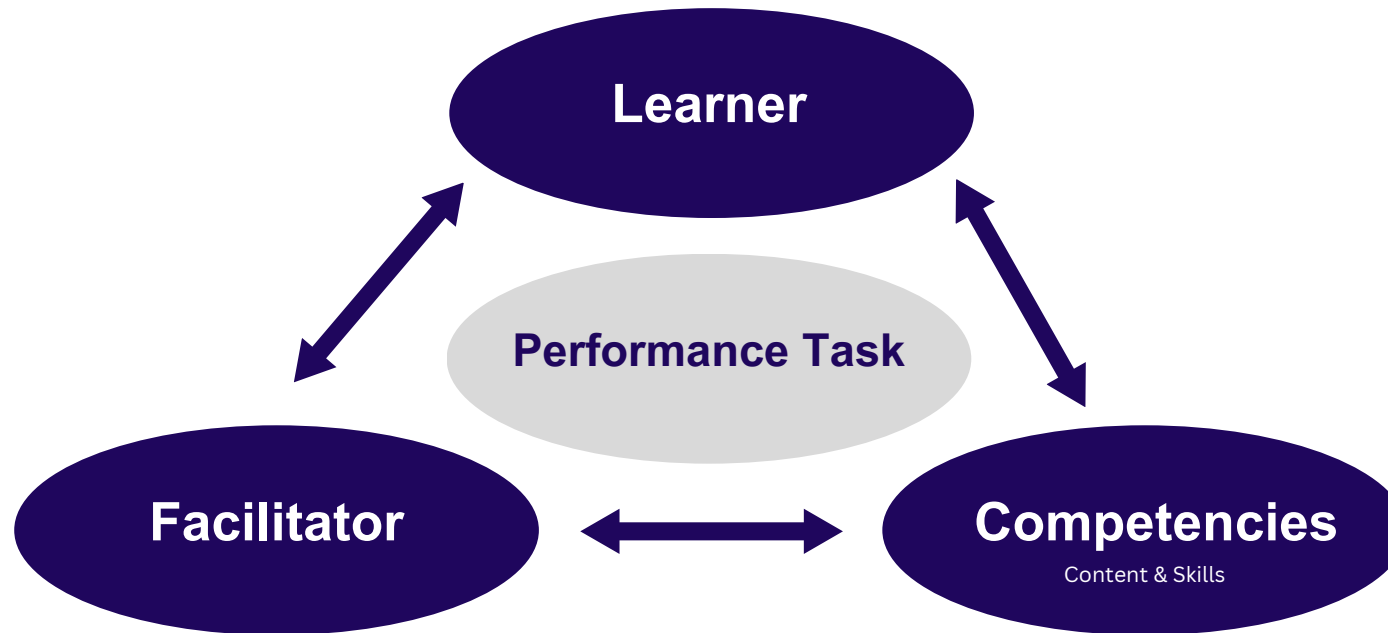 Learner
Performance Task
Facilitator
Competencies
Content & Skills